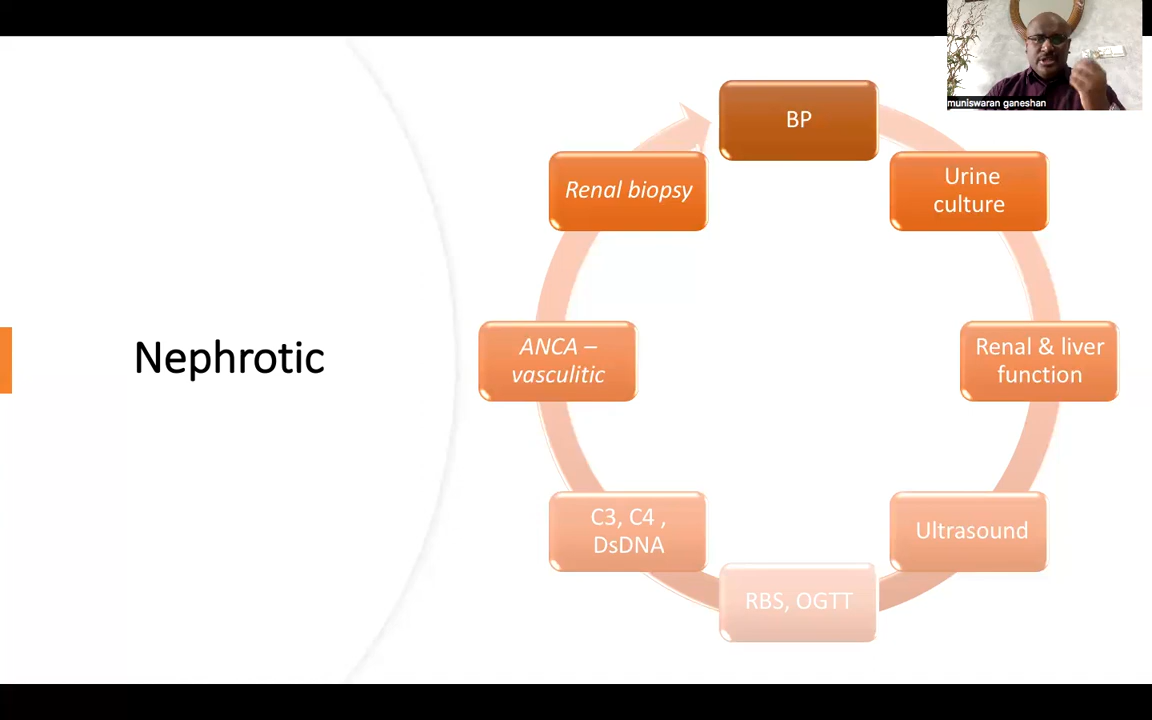 muniswaran ganeshan
Nephrotic
BP
Urine
culture
Renal & liver
function
Ultrasound
RBS, OGTT
C3, C4 ,
DsDNA
ANCA –
vasculitic
Renal biopsy